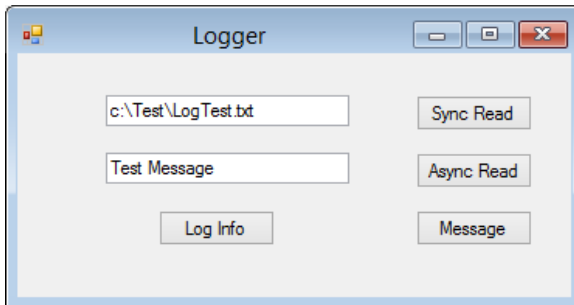 Logger
c:\Test\LogTest.txt
Sync Read
Test Message
Async Read
Log Info
Message